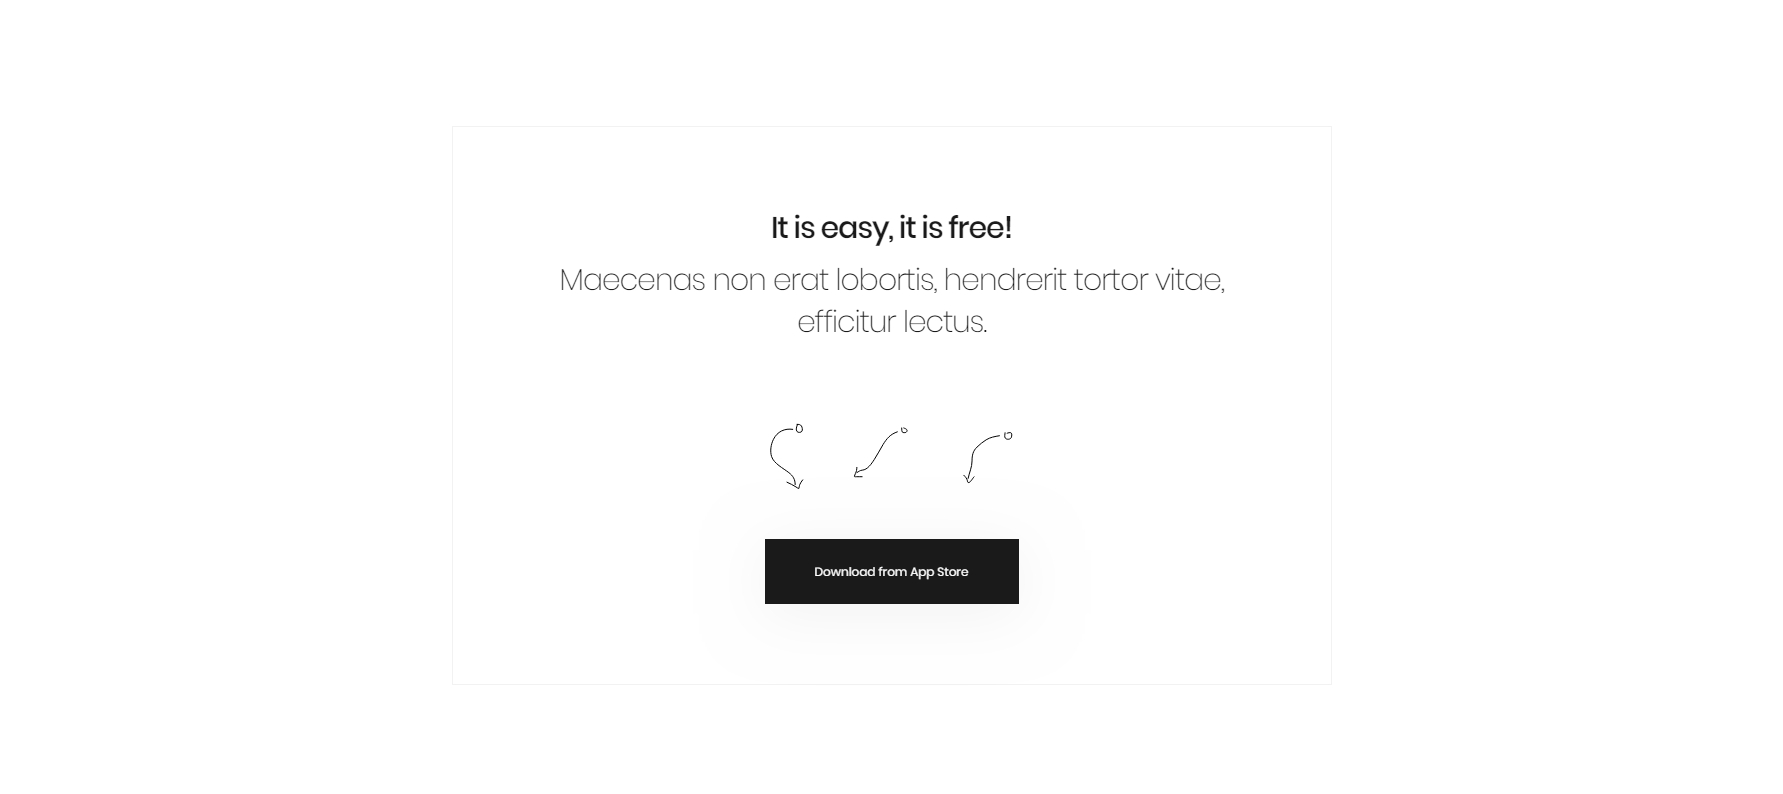 It is easy, it is free!
Maecenas non erat lobortis, hendrerit tortor vitae,
efficitur lectus.
Download from App Store